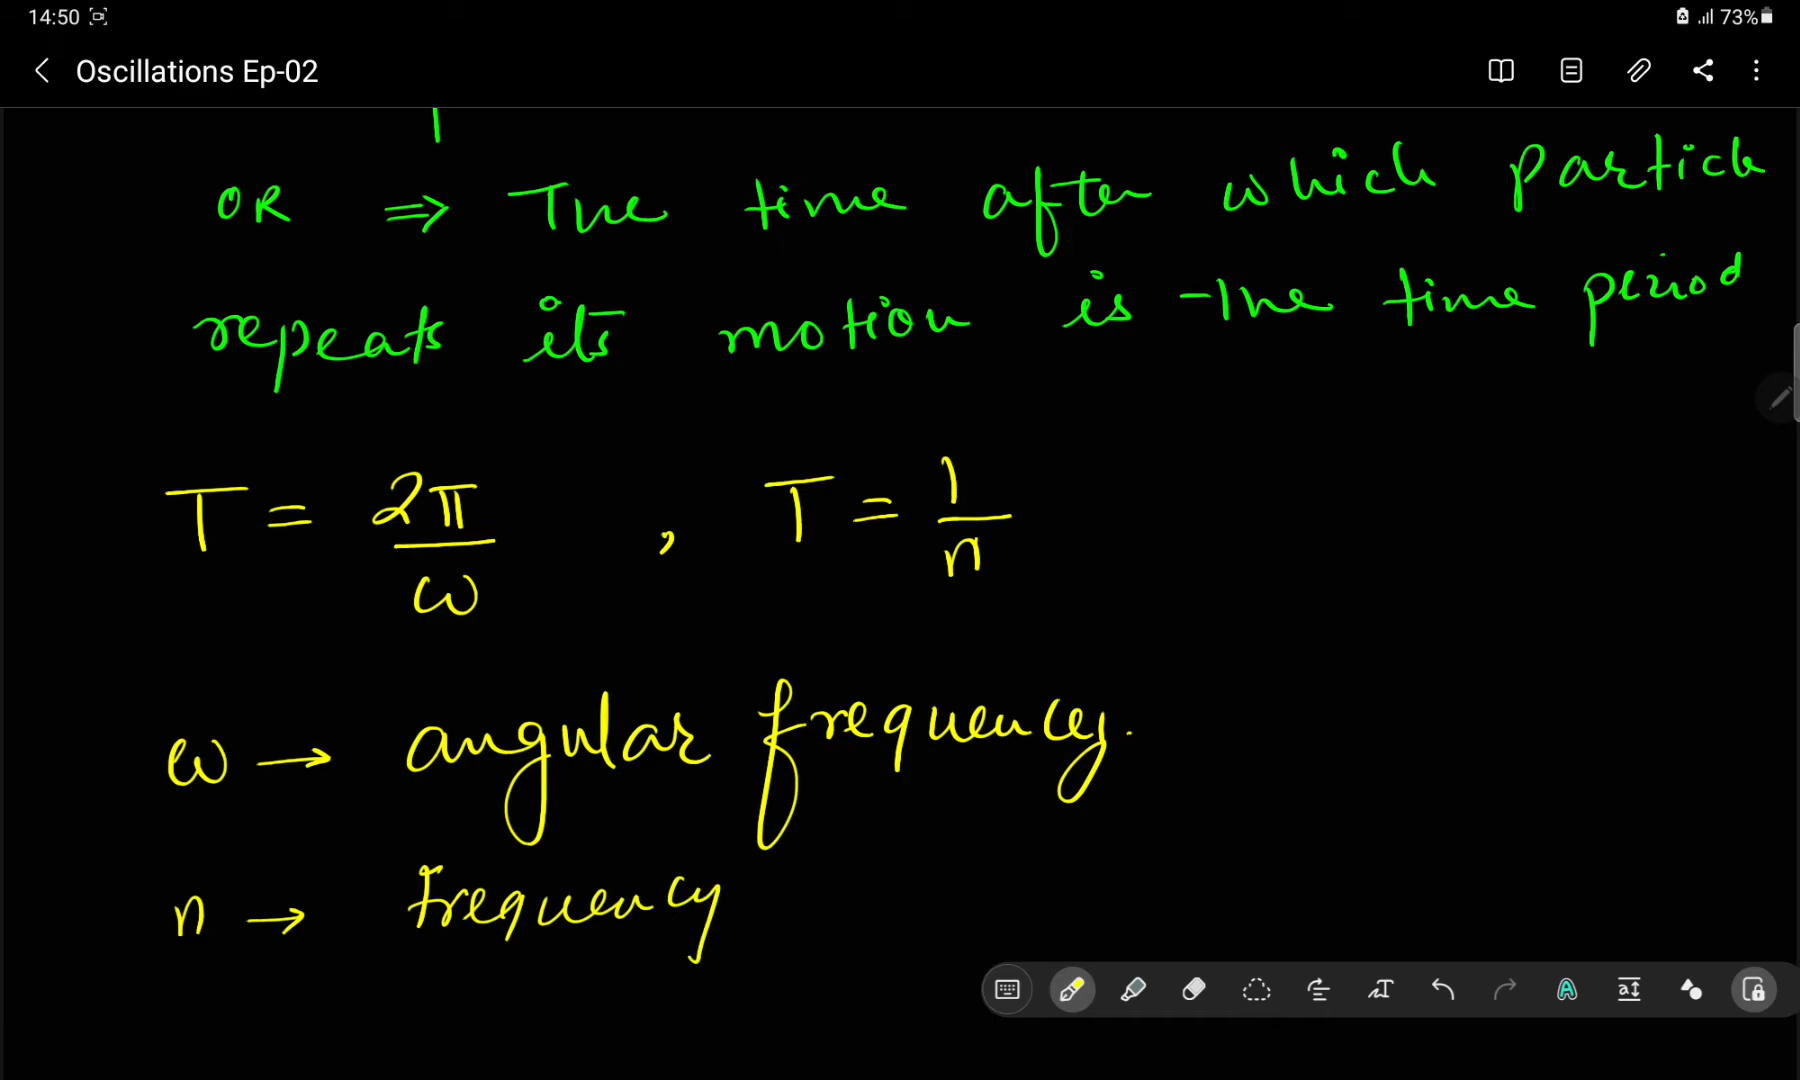 14:50
73%
Oscillations Ep-02
OR ⇒ The time after which particle
repeats its motion is the time period
T = 2π/ω , T = 1/n
ω → angular frequency.
n → frequency